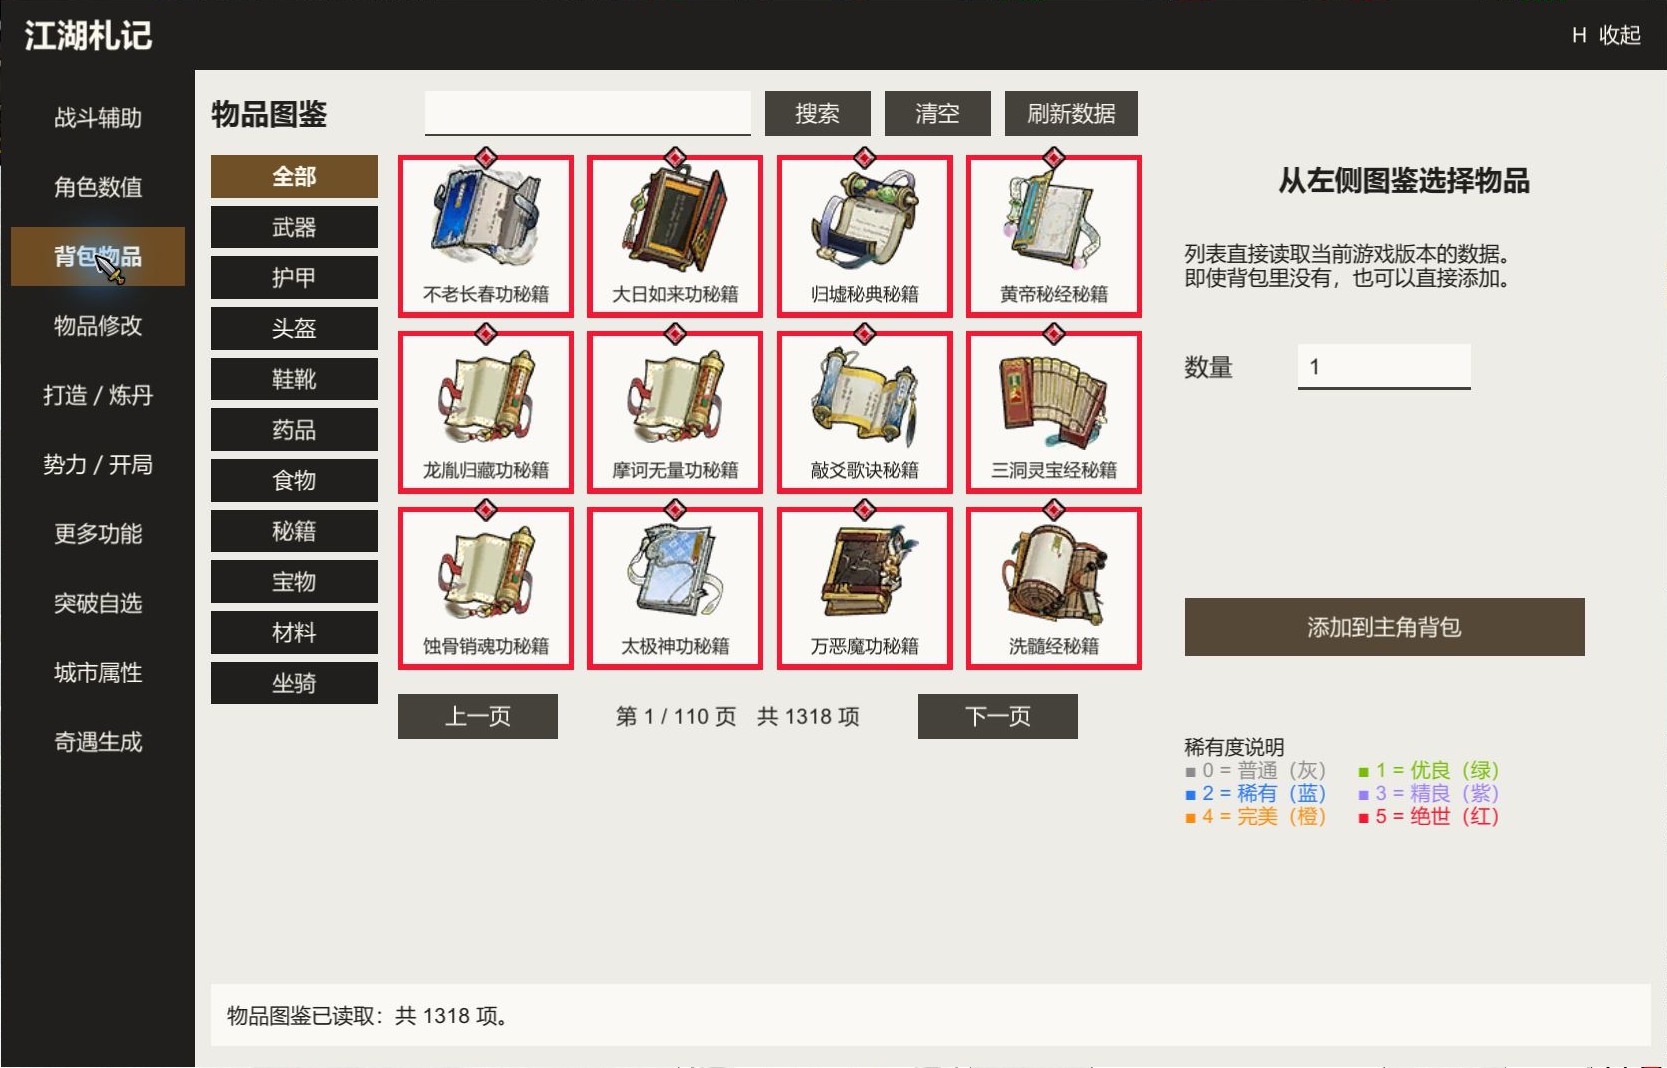 江湖札记
H 收起
战斗辅助
角色数值
背包物品
物品修改
打造 / 炼丹
势力 / 开局
更多功能
突破自选
城市属性
奇遇生成
物品图鉴
搜索
清空
刷新数据
全部
武器
护甲
头盔
鞋靴
药品
食物
秘籍
宝物
材料
坐骑
不老长春功秘籍
大日如来功秘籍
归墟秘典秘籍
黄帝秘经秘籍
龙胤归藏功秘籍
摩诃无量功秘籍
敲爻歌诀秘籍
三洞灵宝经秘籍
蚀骨销魂功秘籍
太极神功秘籍
万恶魔功秘籍
洗髓经秘籍
上一页
第 1 / 110 页 共 1318 项
下一页
从左侧图鉴选择物品
列表直接读取当前游戏版本的数据。
即使背包里没有，也可以直接添加。
数量
1
添加到主角背包
稀有度说明
■ 0 = 普通（灰） ■ 1 = 优良（绿）
■ 2 = 稀有（蓝） ■ 3 = 精良（紫）
■ 4 = 完美（橙） ■ 5 = 绝世（红）
物品图鉴已读取：共 1318 项。